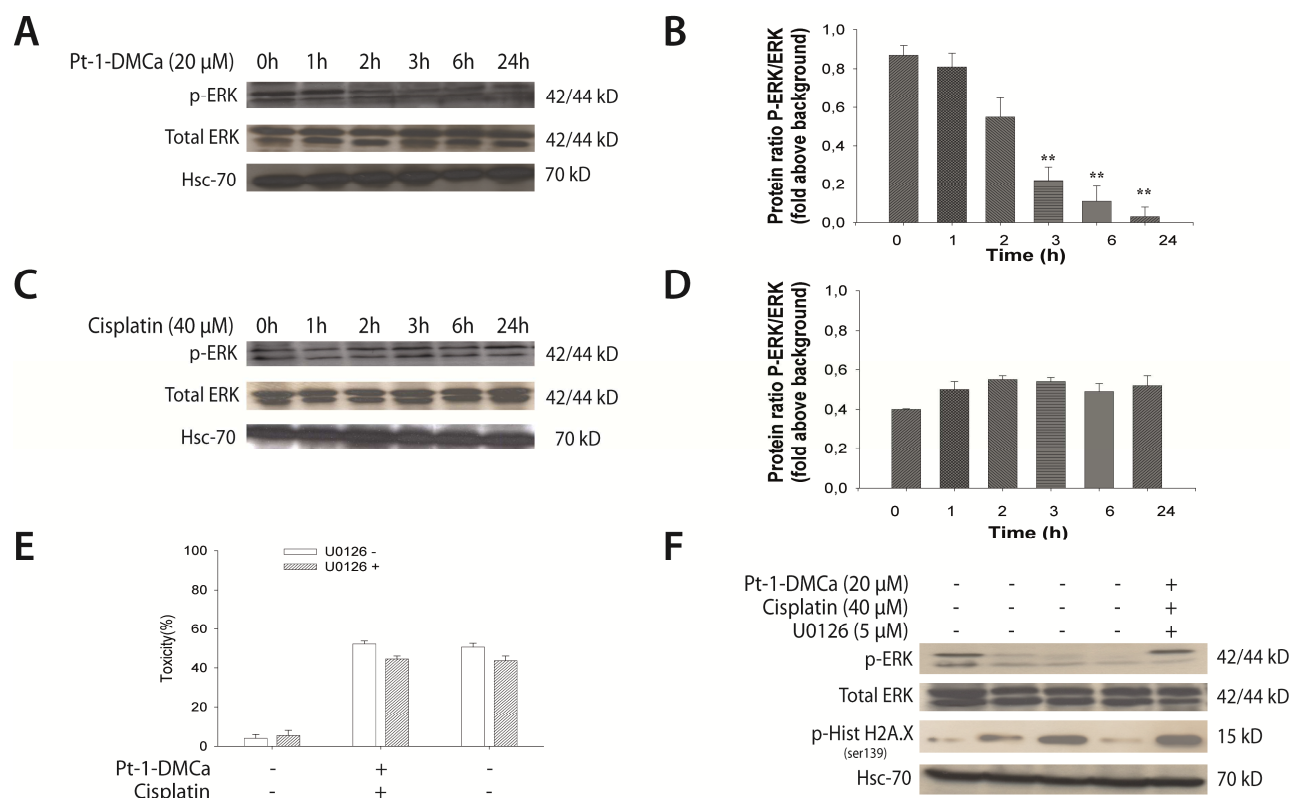 A
Pt-1-DMCa (20 µM) 0h 1h 2h 3h 6h 24h
p-ERK 42/44 kD
Total ERK 42/44 kD
Hsc-70 70 kD
B
Protein ratio P-ERK/ERK
(fold above background)
1,0
0,8
0,6
0,4
0,2
0,0
** ** **
0 1 2 3 6 24
Time (h)
C
Cisplatin (40 µM) 0h 1h 2h 3h 6h 24h
p-ERK 42/44 kD
Total ERK 42/44 kD
Hsc-70 70 kD
D
Protein ratio P-ERK/ERK
(fold above background)
1,0
0,8
0,6
0,4
0,2
0,0
0 1 2 3 6 24
Time (h)
E
U0126 -
U0126 +
Toxicity(%)
100
80
60
40
20
0
Pt-1-DMCa - + -
Cisplatin - + -
F
Pt-1-DMCa (20 µM) - - - - +
Cisplatin (40 µM) - - - - +
U0126 (5 µM) - - - - +
p-ERK 42/44 kD
Total ERK 42/44 kD
p-Hist H2A.X 15 kD
(ser139)
Hsc-70 70 kD